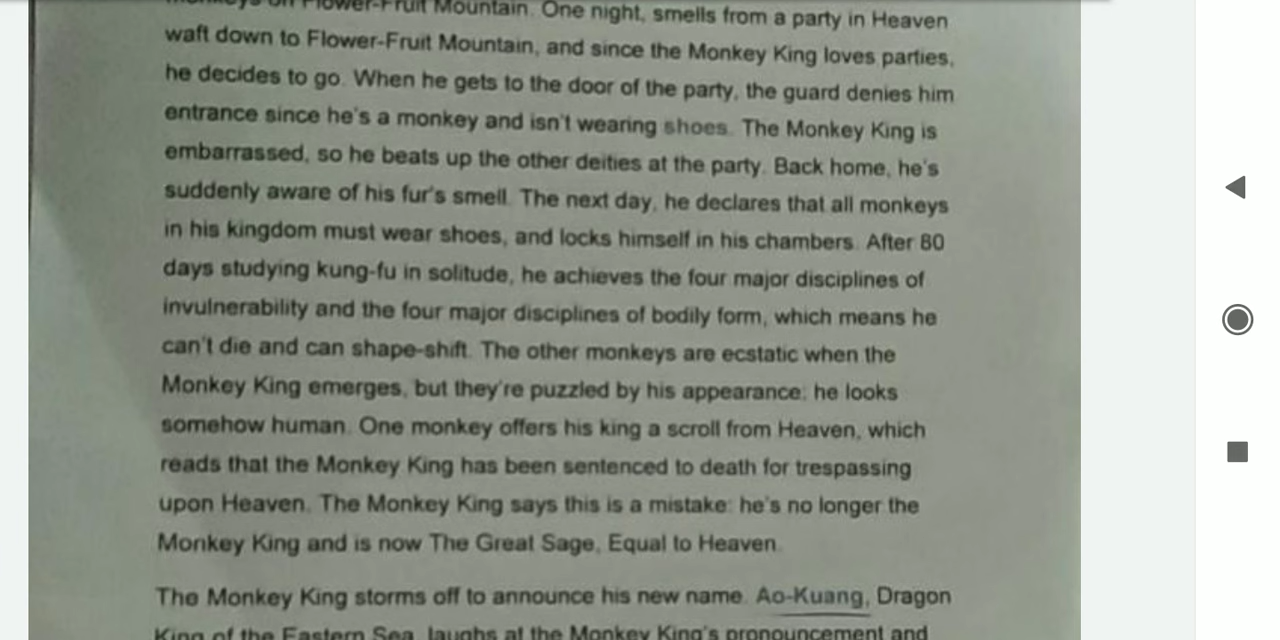 Flower-Fruit Mountain. One night, smells from a party in Heaven
waft down to Flower-Fruit Mountain, and since the Monkey King loves parties,
he decides to go. When he gets to the door of the party, the guard denies him
entrance since he's a monkey and isn't wearing shoes. The Monkey King is
embarrassed, so he beats up the other deities at the party. Back home, he's
suddenly aware of his fur's smell. The next day, he declares that all monkeys
in his kingdom must wear shoes, and locks himself in his chambers. After 80
days studying kung-fu in solitude, he achieves the four major disciplines of
invulnerability and the four major disciplines of bodily form, which means he
can't die and can shape-shift. The other monkeys are ecstatic when the
Monkey King emerges, but they're puzzled by his appearance: he looks
somehow human. One monkey offers his king a scroll from Heaven, which
reads that the Monkey King has been sentenced to death for trespassing
upon Heaven. The Monkey King says this is a mistake: he's no longer the
Monkey King and is now The Great Sage, Equal to Heaven.
The Monkey King storms off to announce his new name. Ao-Kuang, Dragon
King of the Eastern Sea, laughs at the Monkey King's pronouncement and